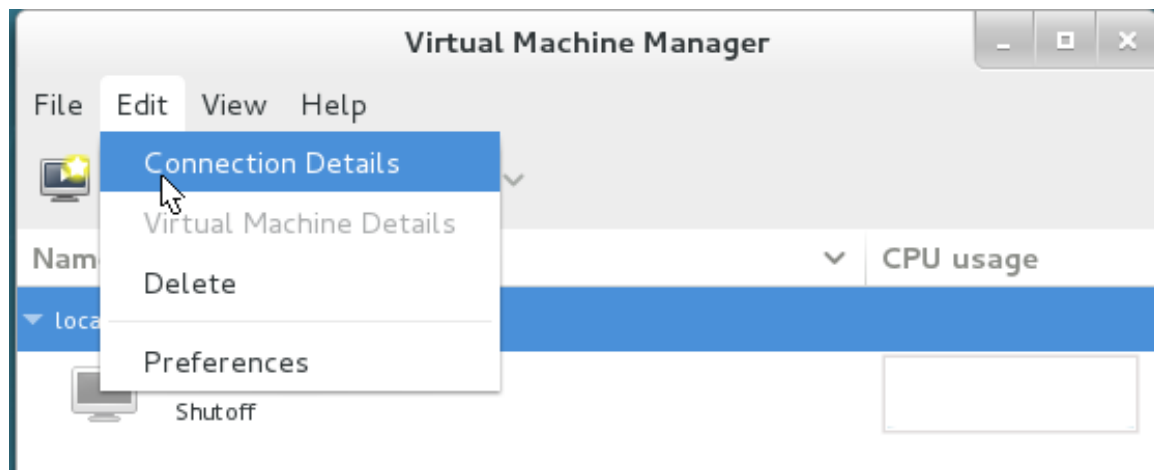 Virtual Machine Manager
File Edit View Help
Connection Details
Virtual Machine Details
Delete
Preferences
CPU usage
Shutoff